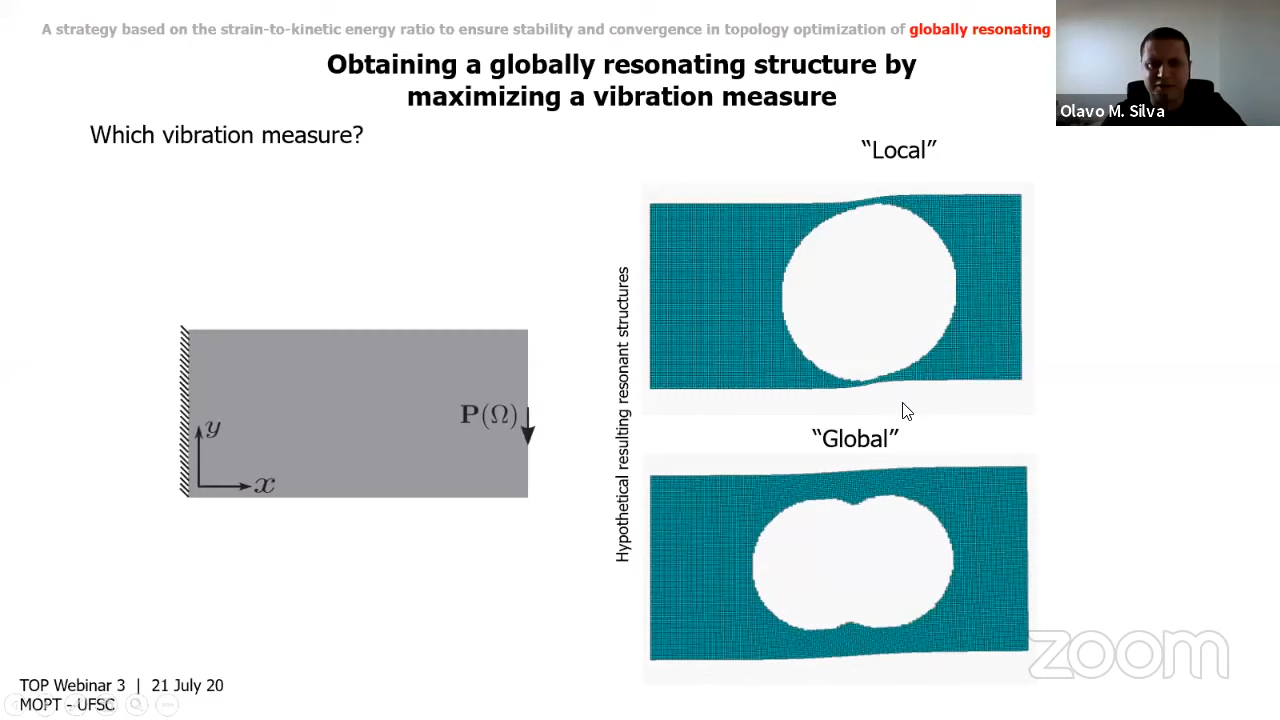 A strategy based on the strain-to-kinetic energy ratio to ensure stability and convergence in topology optimization of globally resonating
Obtaining a globally resonating structure by
maximizing a vibration measure
Olavo M. Silva
Which vibration measure?
“Local”
P(Ω)
y
x
Hypothetical resulting resonant structures
“Global”
zoom
TOP Webinar 3 | 21 July 20
MOPT - UFSC